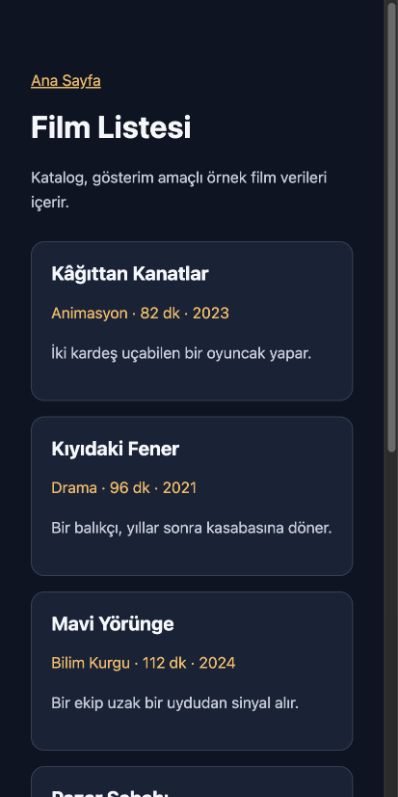 Ana Sayfa
Film Listesi
Katalog, gösterim amaçlı örnek film verileri
içerir.
Kâğıttan Kanatlar
Animasyon · 82 dk · 2023
İki kardeş uçabilen bir oyuncak yapar.
Kıyıdaki Fener
Drama · 96 dk · 2021
Bir balıkçı, yıllar sonra kasabasına döner.
Mavi Yörünge
Bilim Kurgu · 112 dk · 2024
Bir ekip uzak bir uydudan sinyal alır.